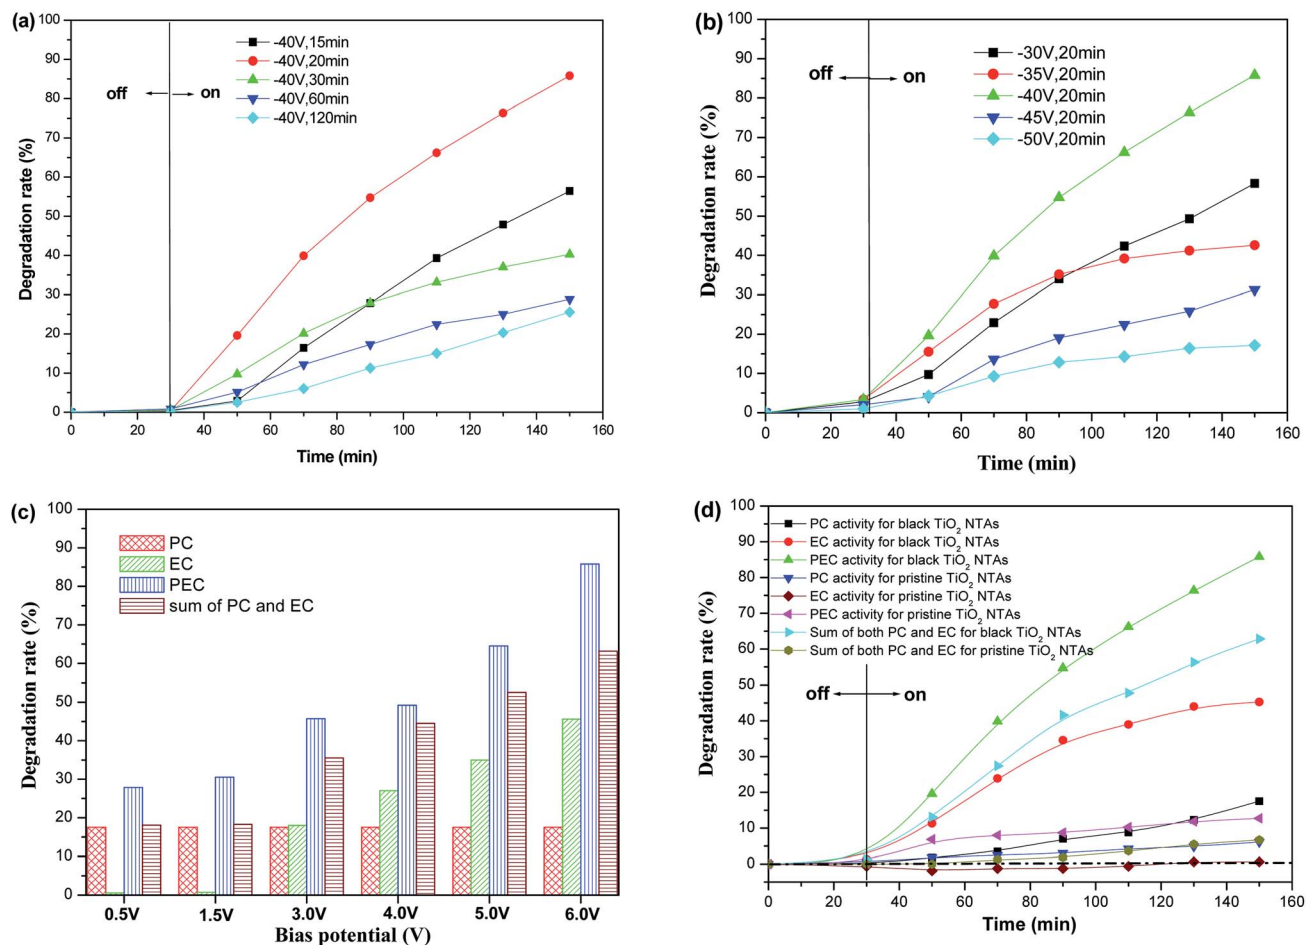 (a)
100
90
80
70
60
50
40
30
20
10
0
Degradation rate (%)
-40V,15min
-40V,20min
-40V,30min
-40V,60min
-40V,120min
off
on
0 20 40 60 80 100 120 140 160
Time (min)
(b)
100
90
80
70
60
50
40
30
20
10
0
Degradation rate (%)
-30V,20min
-35V,20min
-40V,20min
-45V,20min
-50V,20min
off
on
0 20 40 60 80 100 120 140 160
Time (min)
(c)
100
90
80
70
60
50
40
30
20
10
0
Degradation rate (%)
PC
EC
PEC
sum of PC and EC
0.5V 1.5V 3.0V 4.0V 5.0V 6.0V
Bias potential (V)
(d)
100
90
80
70
60
50
40
30
20
10
0
Degradation rate (%)
PC activity for black TiO₂ NTAs
EC activity for black TiO₂ NTAs
PEC activity for black TiO₂ NTAs
PC activity for pristine TiO₂ NTAs
EC activity for pristine TiO₂ NTAs
PEC activity for pristine TiO₂ NTAs
Sum of both PC and EC for black TiO₂ NTAs
Sum of both PC and EC for pristine TiO₂ NTAs
off
on
0 20 40 60 80 100 120 140 160
Time (min)